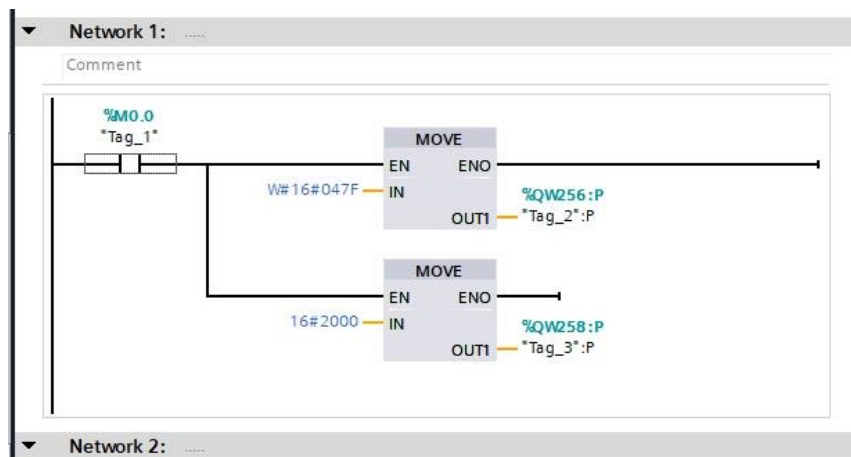 Network 1: .....
Comment
%M0.0
"Tag_1"
MOVE
EN ENO
W#16#047F IN
%QW256:P
OUT1 "Tag_2":P
MOVE
EN ENO
16#2000 IN
%QW258:P
OUT1 "Tag_3":P
Network 2: .....